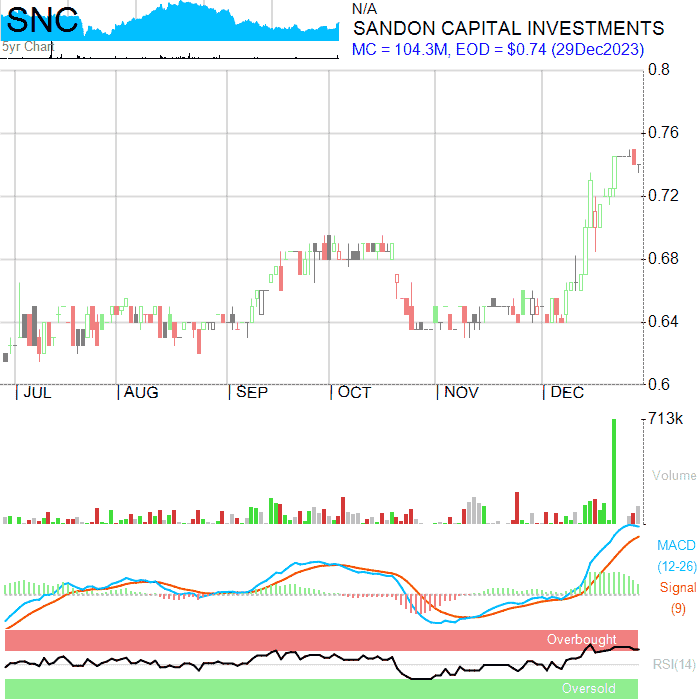 SNC
5yr Chart
N/A
SANDON CAPITAL INVESTMENTS
MC = 104.3M, EOD = $0.74 (29Dec2023)
0.8
0.76
0.72
0.68
0.64
0.6
JUL AUG SEP OCT NOV DEC
713k
Volume
MACD
(12-26)
Signal
(9)
Overbought
RSI(14)
Oversold